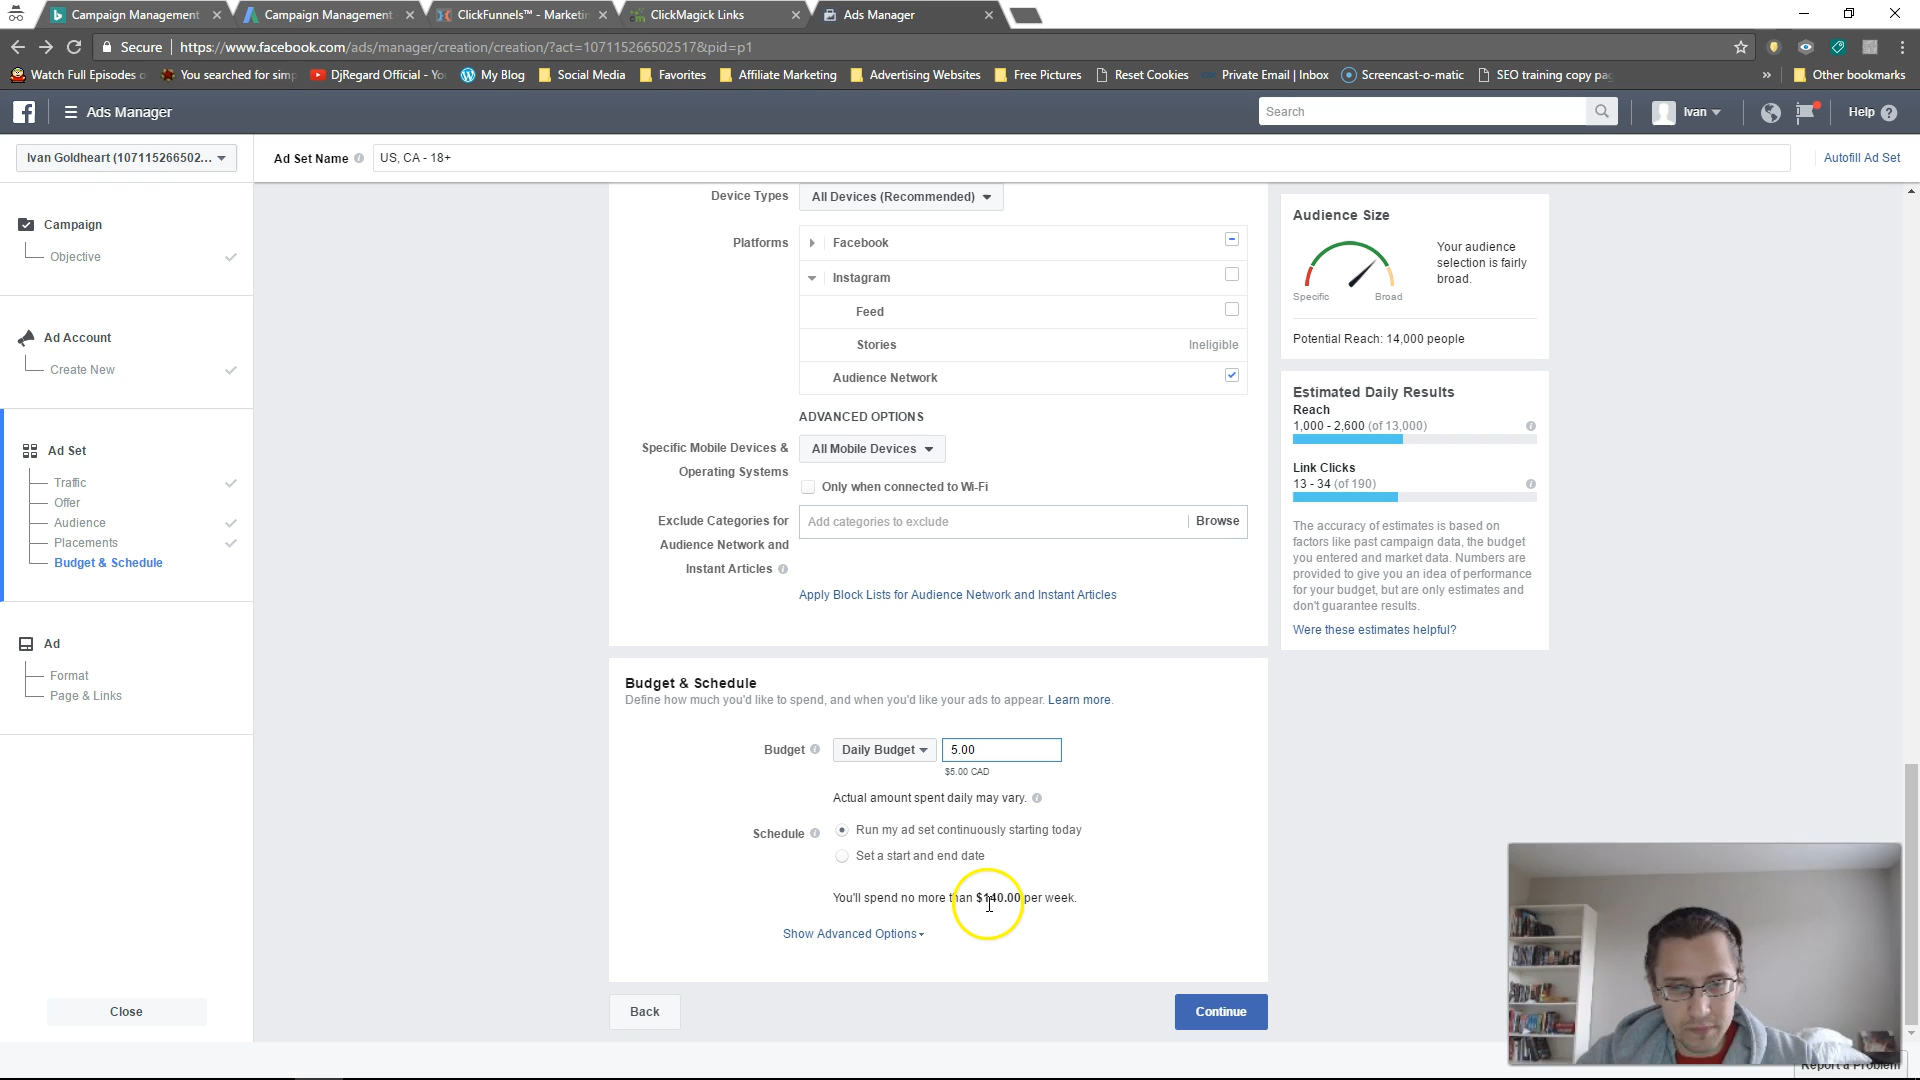 Campaign Management
Campaign Management
ClickFunnels™ - Marketin
ClickMagick Links
Ads Manager
Secure
https://www.facebook.com/ads/manager/creation/creation/?act=107115266502517&pid=p1
Watch Full Episodes o
You searched for simp
DjRegard Official - Yo
My Blog
Social Media
Favorites
Affiliate Marketing
Advertising Websites
Free Pictures
Reset Cookies
Private Email | Inbox
Screencast-o-matic
SEO training copy pag
»
Other bookmarks
Ads Manager
Search
Ivan
Help
Ivan Goldheart (107115266502...
Ad Set Name
US, CA - 18+
Autofill Ad Set
Campaign
Objective
Ad Account
Create New
Ad Set
Traffic
Offer
Audience
Placements
Budget & Schedule
Ad
Format
Page & Links
Close
Device Types
All Devices (Recommended)
Platforms
Facebook
Instagram
Feed
Stories
Ineligible
Audience Network
ADVANCED OPTIONS
Specific Mobile Devices &
Operating Systems
All Mobile Devices
Only when connected to Wi-Fi
Exclude Categories for
Audience Network and
Instant Articles
Add categories to exclude
Browse
Apply Block Lists for Audience Network and Instant Articles
Budget & Schedule
Define how much you'd like to spend, and when you'd like your ads to appear. Learn more.
Budget
Daily Budget
5.00
$5.00 CAD
Actual amount spent daily may vary.
Schedule
Run my ad set continuously starting today
Set a start and end date
You'll spend no more than $140.00 per week.
Show Advanced Options
Back
Continue
Audience Size
Specific
Broad
Your audience
selection is fairly
broad.
Potential Reach: 14,000 people
Estimated Daily Results
Reach
1,000 - 2,600 (of 13,000)
Link Clicks
13 - 34 (of 190)
The accuracy of estimates is based on
factors like past campaign data, the budget
you entered and market data. Numbers are
provided to give you an idea of performance
for your budget, but are only estimates and
don't guarantee results.
Were these estimates helpful?
Report a Problem